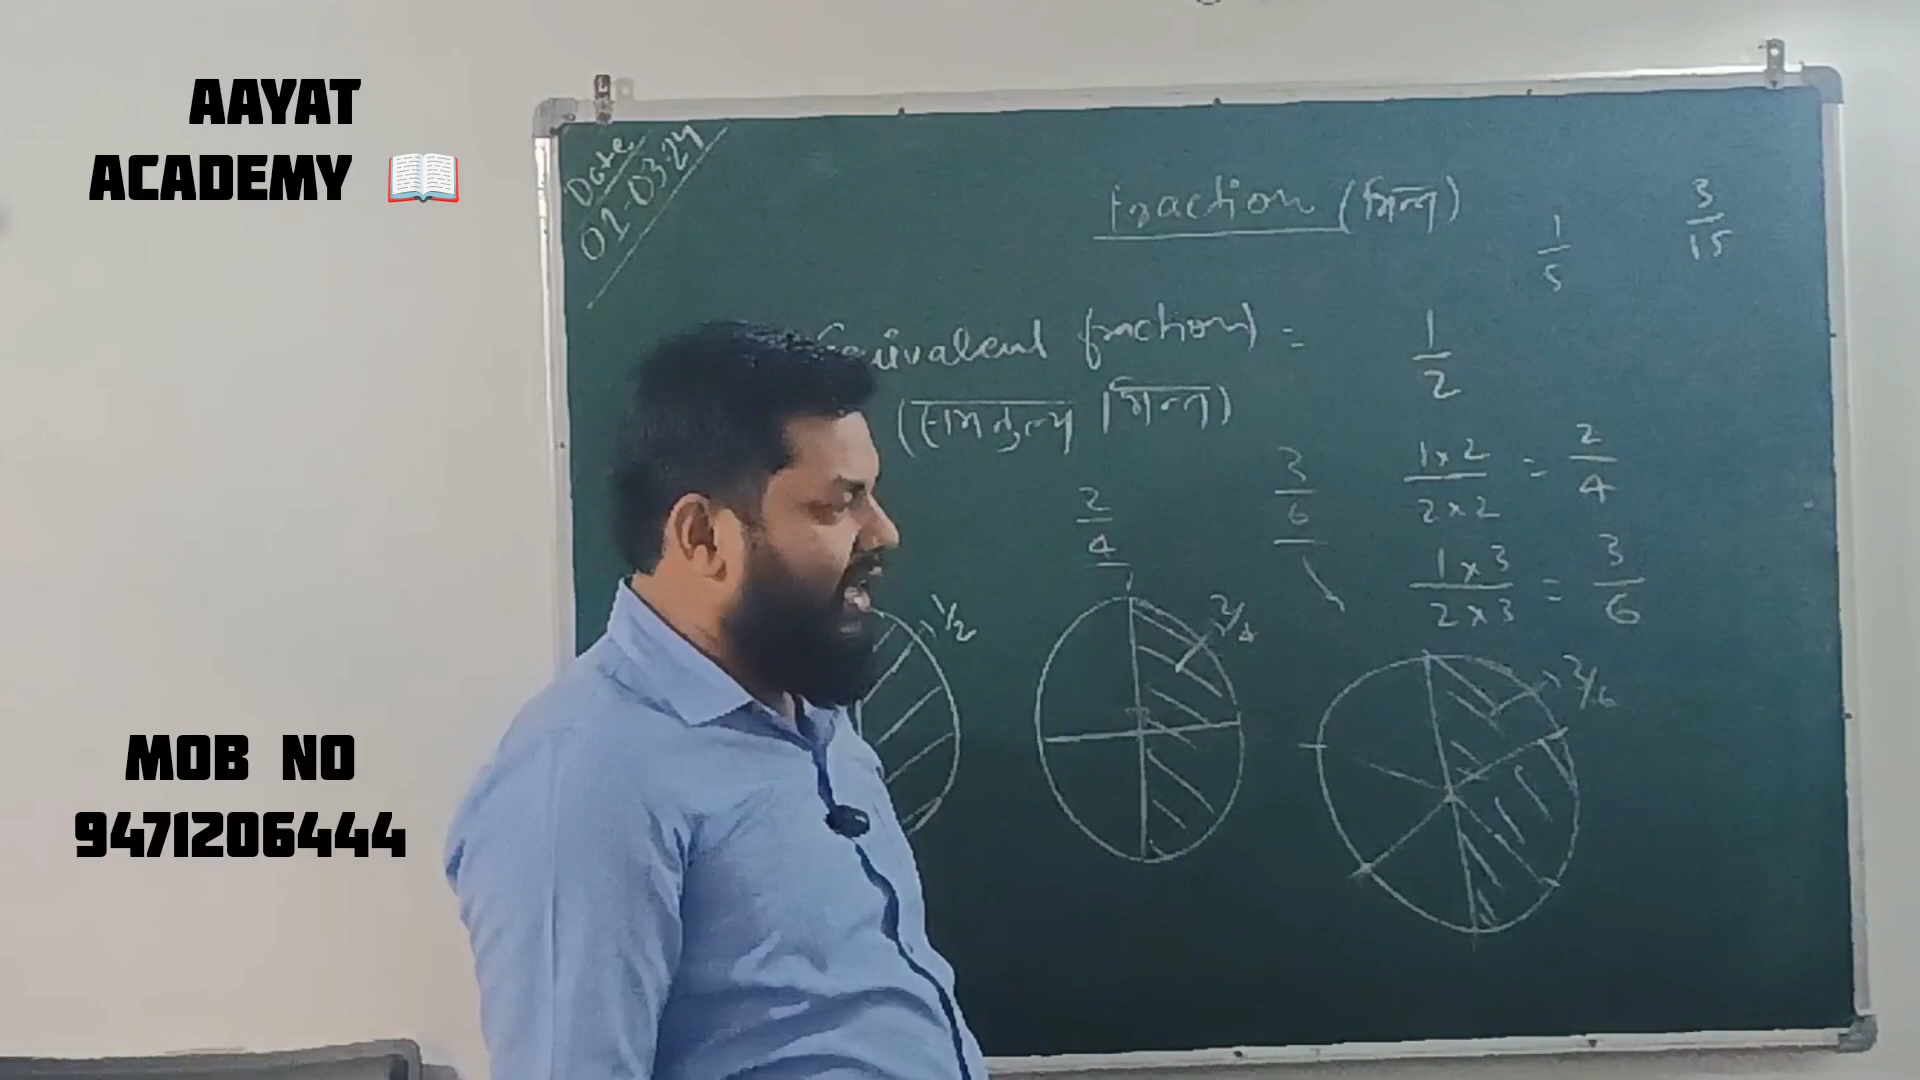 AAYAT
ACADEMY
MOB NO
9471206444
Date
01-03-24
Fraction (भिन्न)
1/5
3/15
Equivalent fraction =
1/2
(समतुल्य भिन्न)
2/4
3/6
1×2/2×2 = 2/4
1×3/2×3 = 3/6
1/2
2/4
3/6